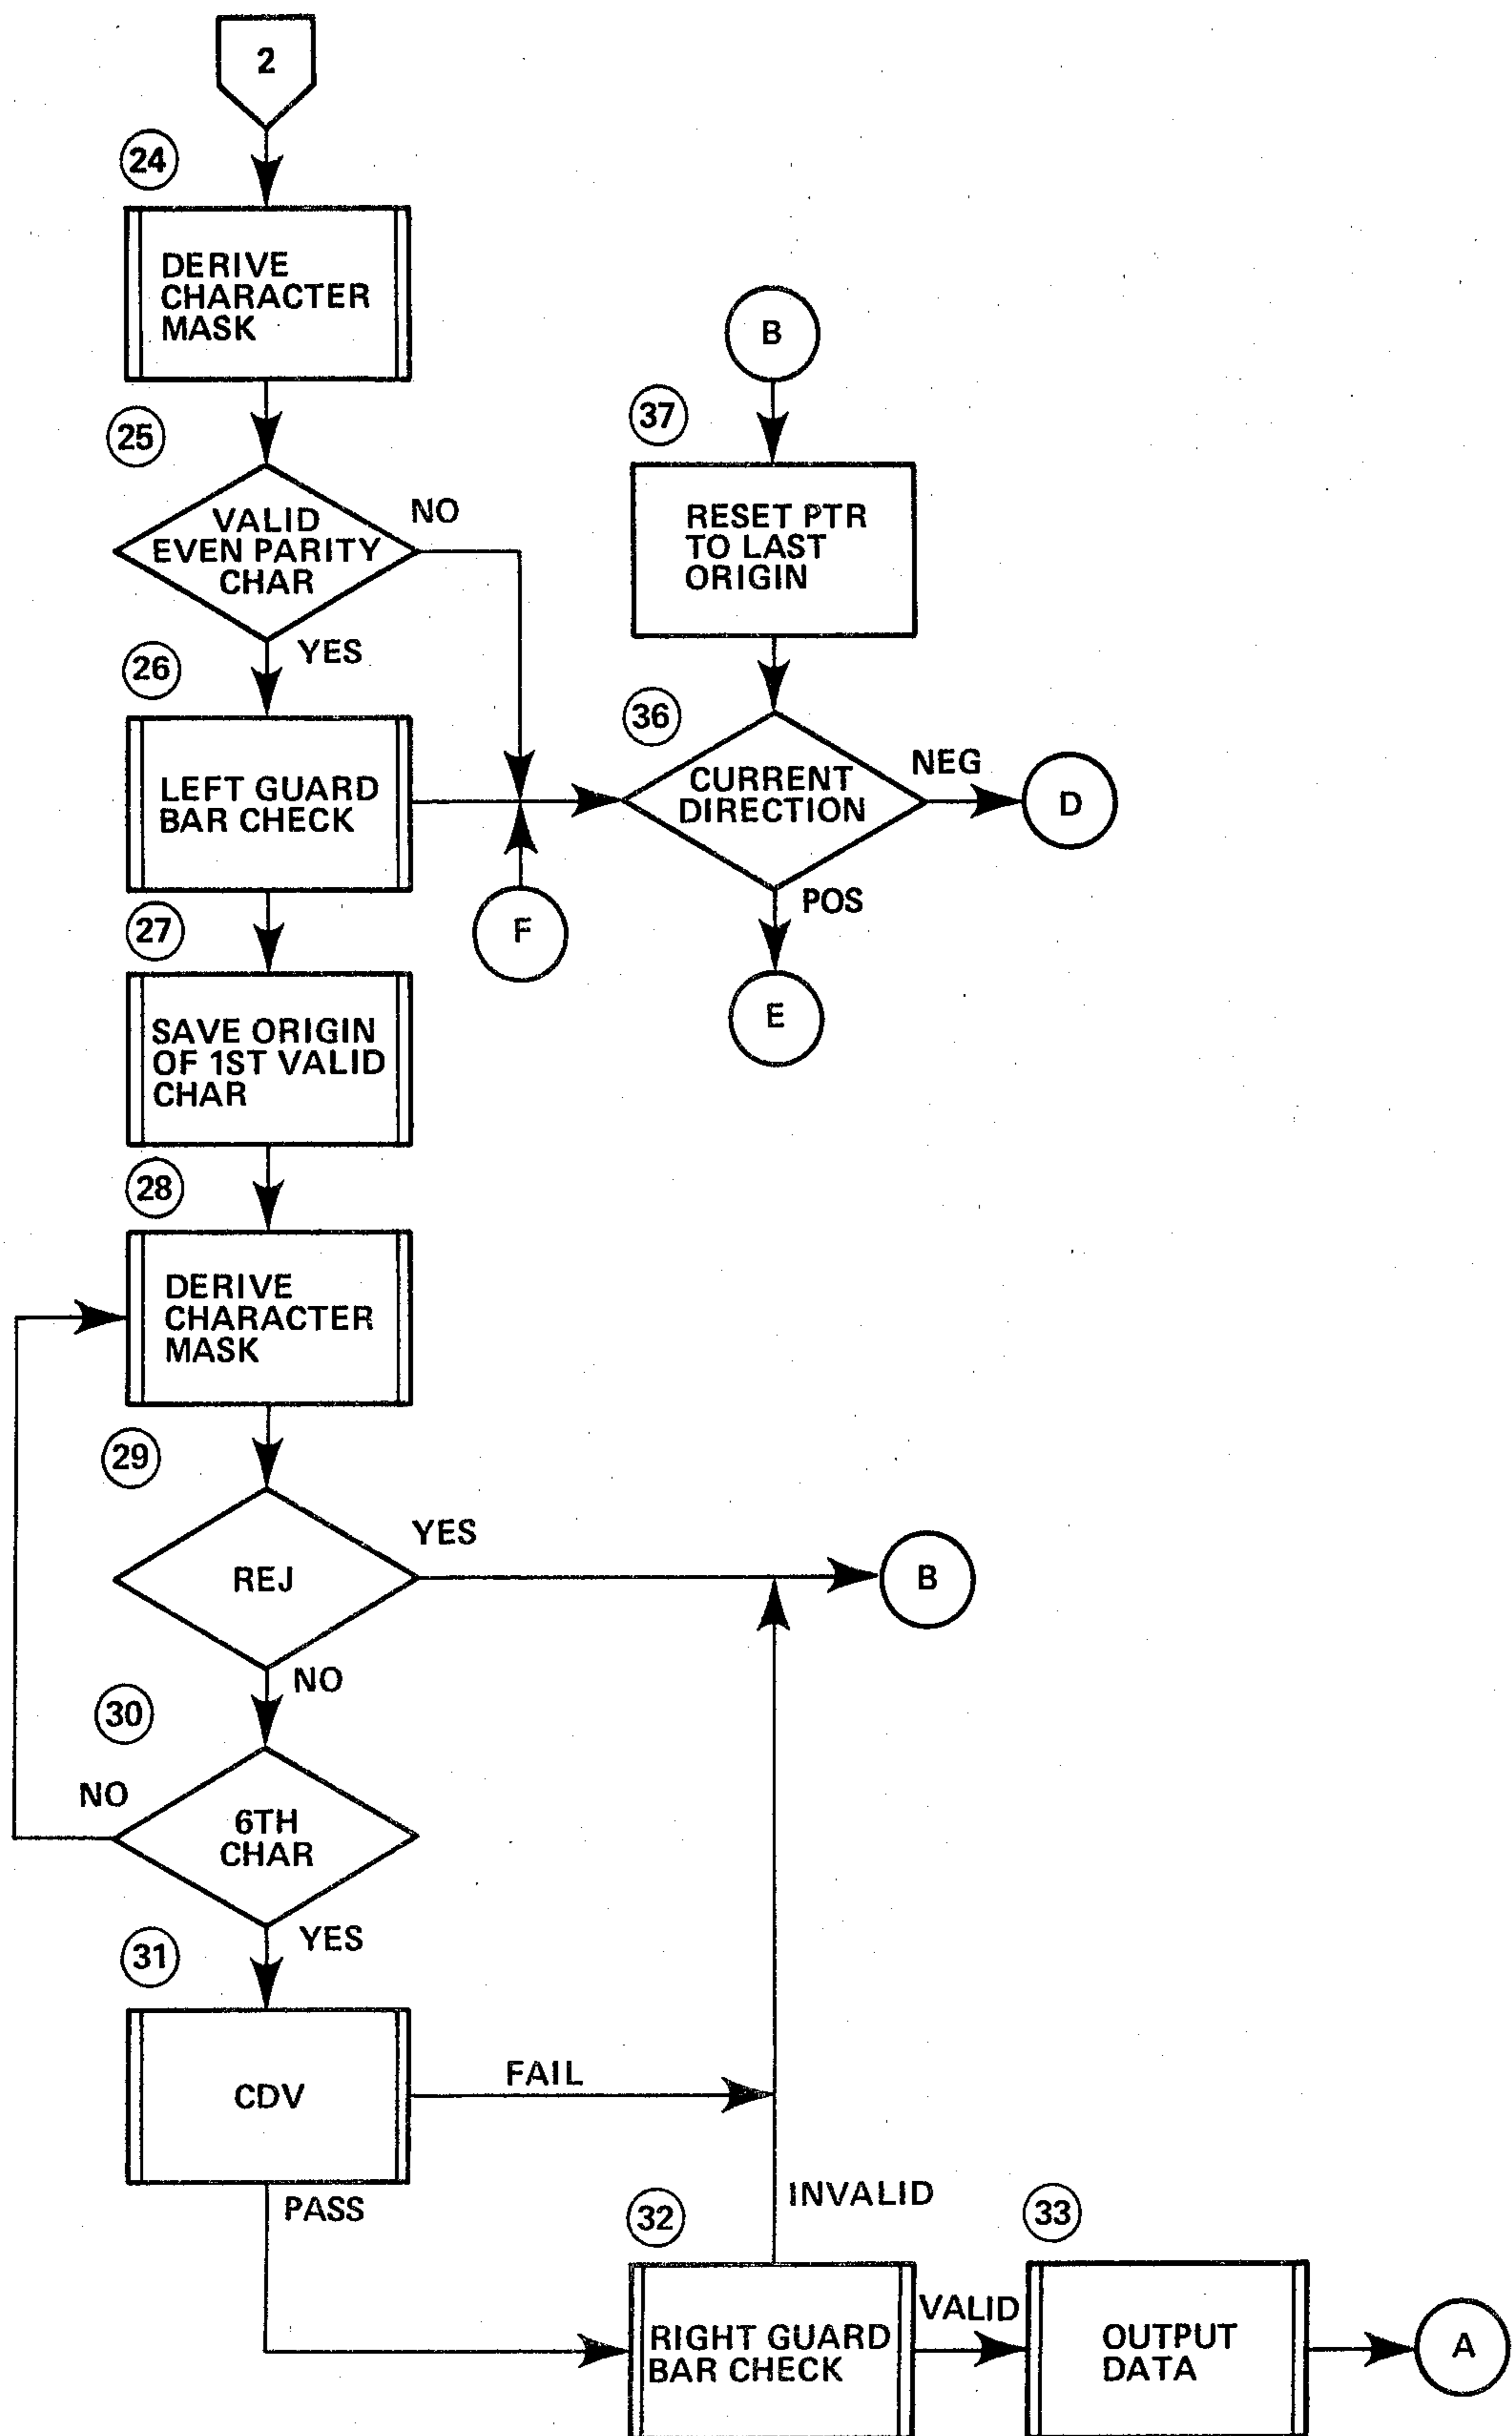 2
24
DERIVE
CHARACTER
MASK
25
VALID
EVEN PARITY
CHAR
NO
YES
26
LEFT GUARD
BAR CHECK
27
SAVE ORIGIN
OF 1ST VALID
CHAR
F
B
37
RESET PTR
TO LAST
ORIGIN
36
CURRENT
DIRECTION
NEG
D
POS
E
28
DERIVE
CHARACTER
MASK
29
REJ
YES
B
NO
30
NO
6TH
CHAR
YES
31
CDV
FAIL
PASS
INVALID
32
RIGHT GUARD
BAR CHECK
VALID
33
OUTPUT
DATA
A